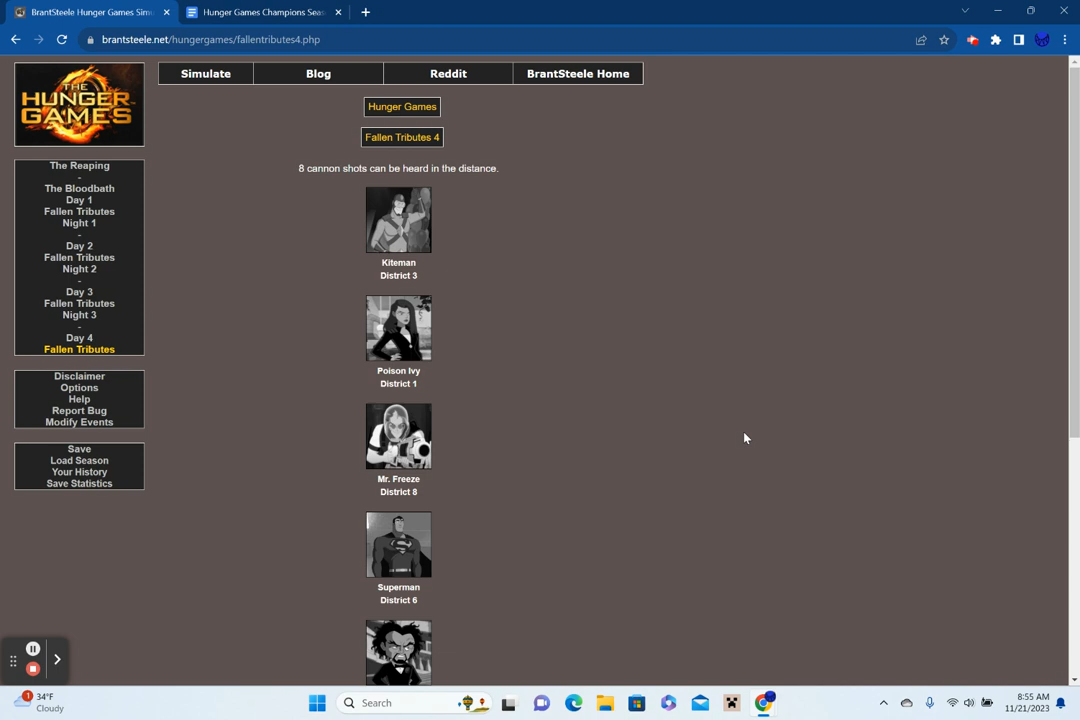 BrantSteele Hunger Games Simu
Hunger Games Champions Seas
brantsteele.net/hungergames/fallentributes4.php
THE
HUNGER
GAMES
Simulate
Blog
Reddit
BrantSteele Home
Hunger Games
Fallen Tributes 4
8 cannon shots can be heard in the distance.
The Reaping
-
The Bloodbath
Day 1
Fallen Tributes
Night 1
-
Day 2
Fallen Tributes
Night 2
-
Day 3
Fallen Tributes
Night 3
-
Day 4
Fallen Tributes
Disclaimer
Options
Help
Report Bug
Modify Events
Save
Load Season
Your History
Save Statistics
Kiteman
District 3
Poison Ivy
District 1
Mr. Freeze
District 8
Superman
District 6
1
34°F
Cloudy
Search
8:55 AM
11/21/2023